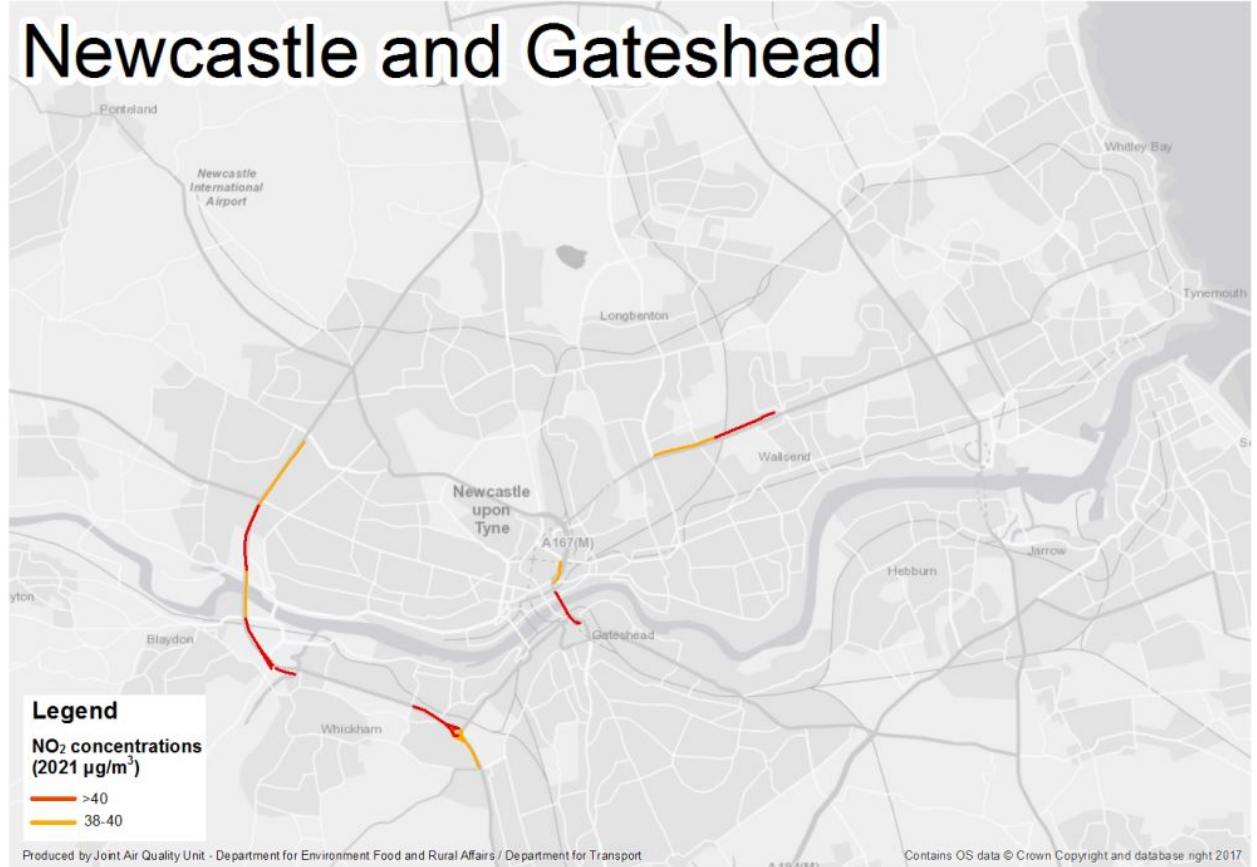 Newcastle and Gateshead
Ponteland
Newcastle
International
Airport
Whitley Bay
Tynemouth
Longbenton
Wallsend
Newcastle
upon
Tyne
A167(M)
Jarrow
Hebburn
yton
Blaydon
Gateshead
Whickham
Legend
NO₂ concentrations
(2021 µg/m³)
>40
38-40
Produced by Joint Air Quality Unit - Department for Environment Food and Rural Affairs / Department for Transport
Contains OS data © Crown Copyright and database right 2017